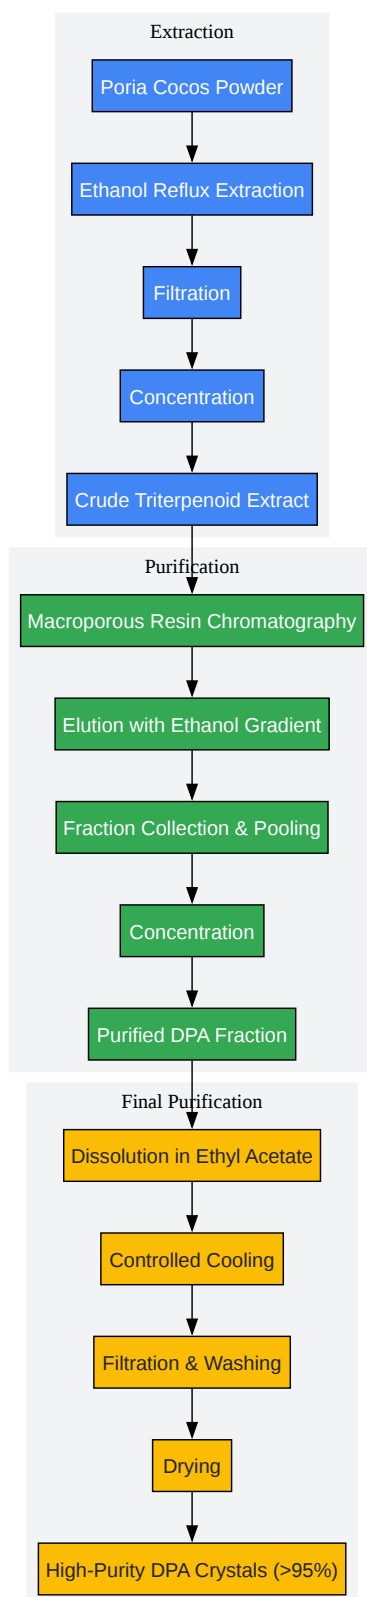 Extraction
Poria Cocos Powder
Ethanol Reflux Extraction
Filtration
Concentration
Crude Triterpenoid Extract
Purification
Macroporous Resin Chromatography
Elution with Ethanol Gradient
Fraction Collection & Pooling
Concentration
Purified DPA Fraction
Final Purification
Dissolution in Ethyl Acetate
Controlled Cooling
Filtration & Washing
Drying
High-Purity DPA Crystals (>95%)